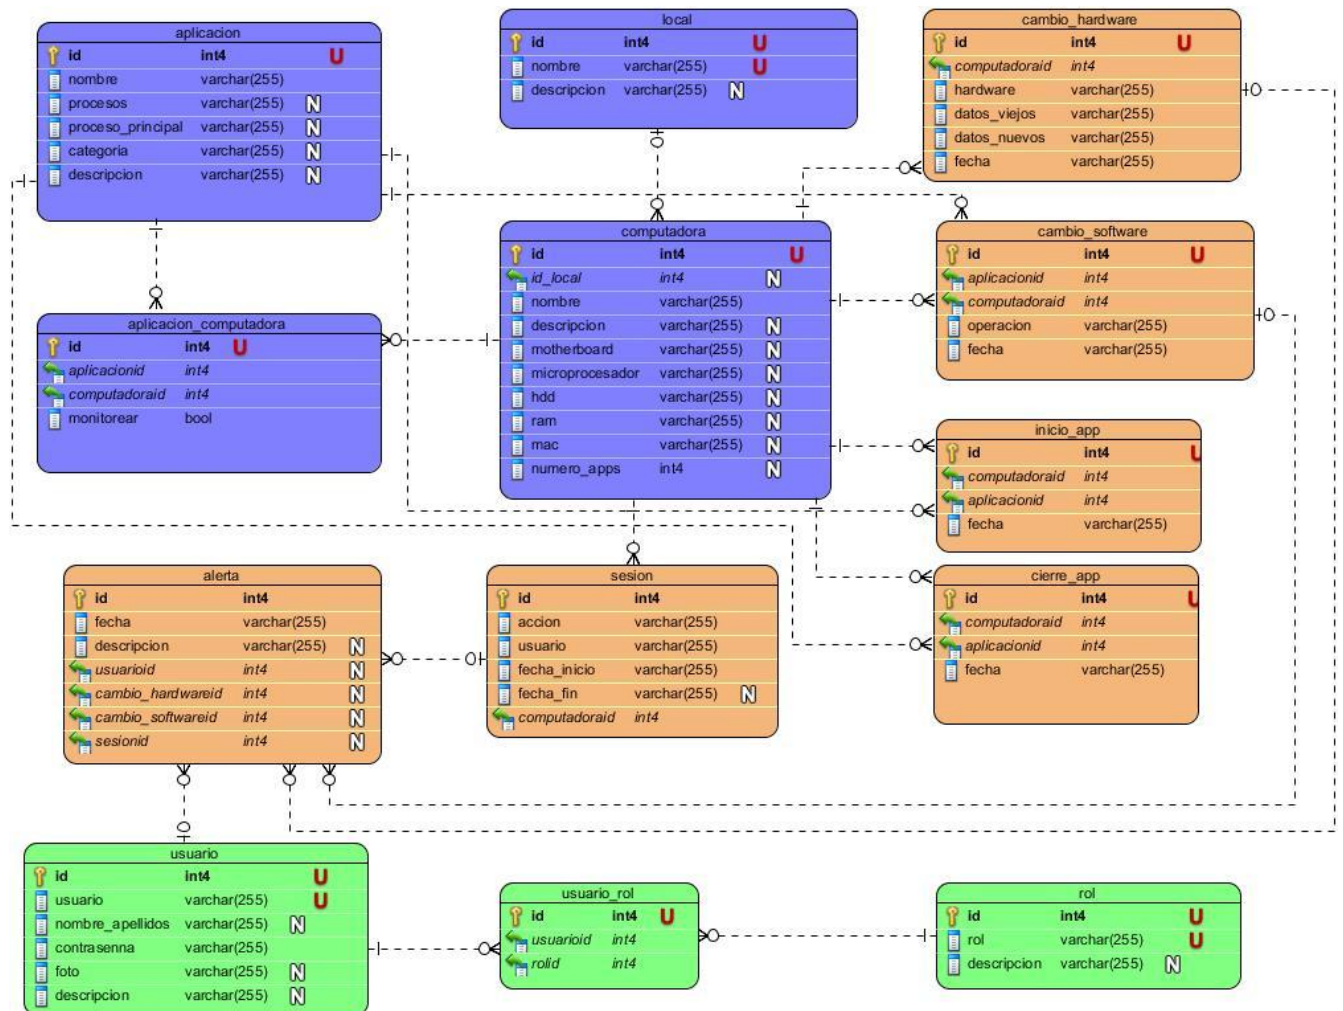 aplicacion
id int4 U
nombre varchar(255)
procesos varchar(255) N
proceso_principal varchar(255) N
categoria varchar(255) N
descripcion varchar(255) N
local
id int4 U
nombre varchar(255) U
descripcion varchar(255) N
cambio_hardware
id int4 U
computadoraid int4
hardware varchar(255)
datos_viejos varchar(255)
datos_nuevos varchar(255)
fecha varchar(255)
computadora
id int4 U
id_local int4 N
nombre varchar(255)
descripcion varchar(255) N
motherboard varchar(255) N
microprocesador varchar(255) N
hdd varchar(255) N
ram varchar(255) N
mac varchar(255) N
numero_apps int4 N
cambio_software
id int4 U
aplicacionid int4
computadoraid int4
operacion varchar(255)
fecha varchar(255)
aplicacion_computadora
id int4 U
aplicacionid int4
computadoraid int4
monitorear bool
inicio_app
id int4 U
computadoraid int4
aplicacionid int4
fecha varchar(255)
alerta
id int4
fecha varchar(255)
descripcion varchar(255) N
usuarioid int4 N
cambio_hardwareid int4 N
cambio_softwareid int4 N
sesionid int4 N
sesion
id int4
accion varchar(255)
usuario varchar(255)
fecha_inicio varchar(255)
fecha_fin varchar(255) N
computadoraid int4
cierre_app
id int4 U
computadoraid int4
aplicacionid int4
fecha varchar(255)
usuario
id int4 U
usuario varchar(255) U
nombre_apellidos varchar(255) N
contrasenna varchar(255)
foto varchar(255) N
descripcion varchar(255) N
usuario_rol
id int4 U
usuarioid int4
rolid int4
rol
id int4 U
rol varchar(255) U
descripcion varchar(255) N